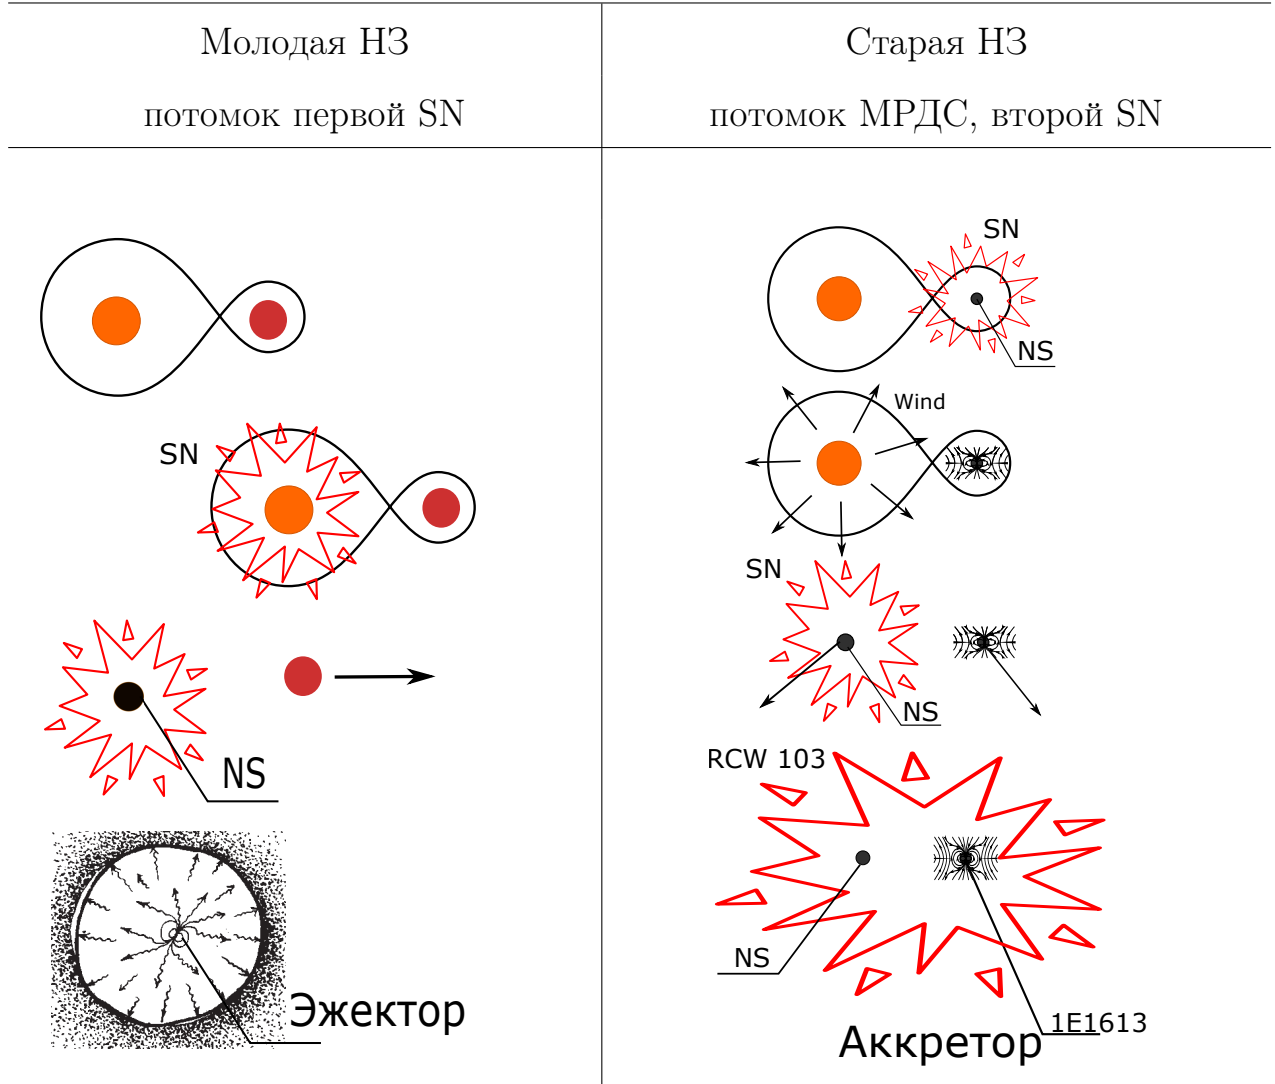 Молодая НЗ
потомок первой SN
Старая НЗ
потомок МРДС, второй SN
SN
NS
Эжектор
SN
NS
Wind
SN
NS
RCW 103
NS
1E1613
Аккретор